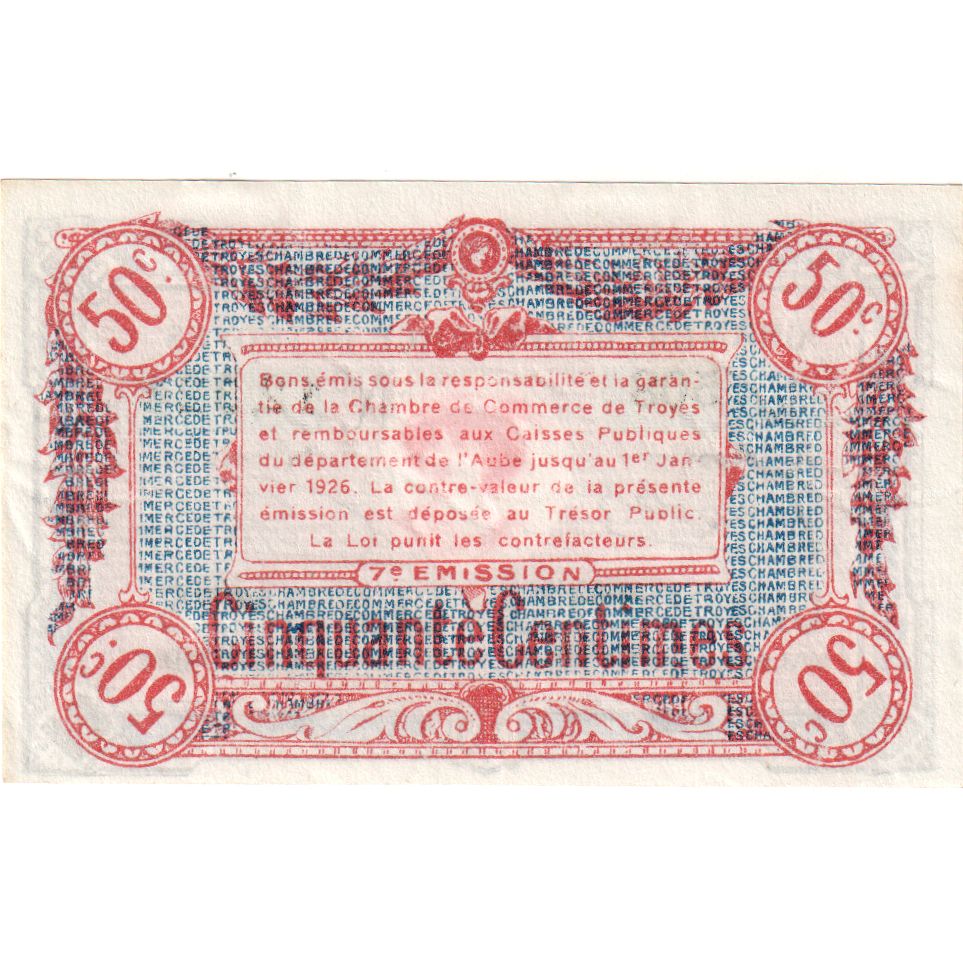 50c.
50c.
Bons émis sous la responsabilité et la garan-
tie de la Chambre de Commerce de Troyes
et remboursables aux Caisses Publiques
du département de l'Aube jusqu'au 1er Jan-
vier 1926. La contre-valeur de la présente
émission est déposée au Trésor Public.
La Loi punit les contrefacteurs.
7e EMISSION
Cinquante Centimes
50c.
50c.